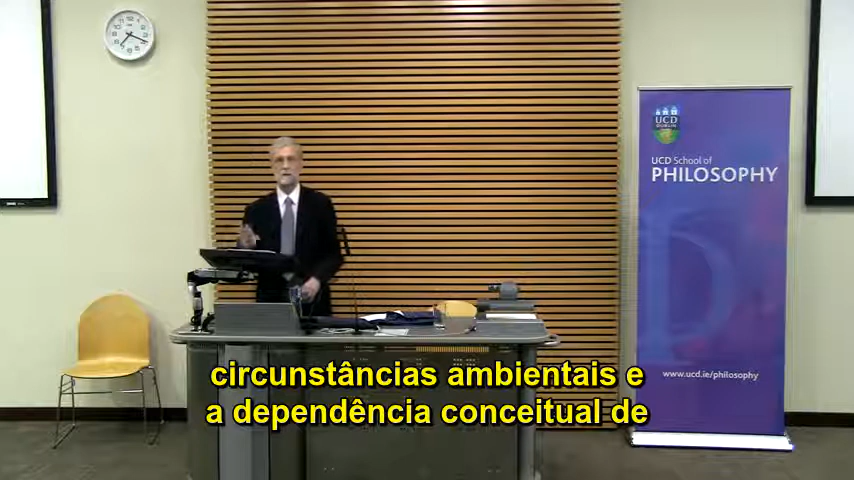 UCD
DUBLIN
UCD School of
PHILOSOPHY
www.ucd.ie/philosophy
circunstâncias ambientais e
a dependência conceitual de